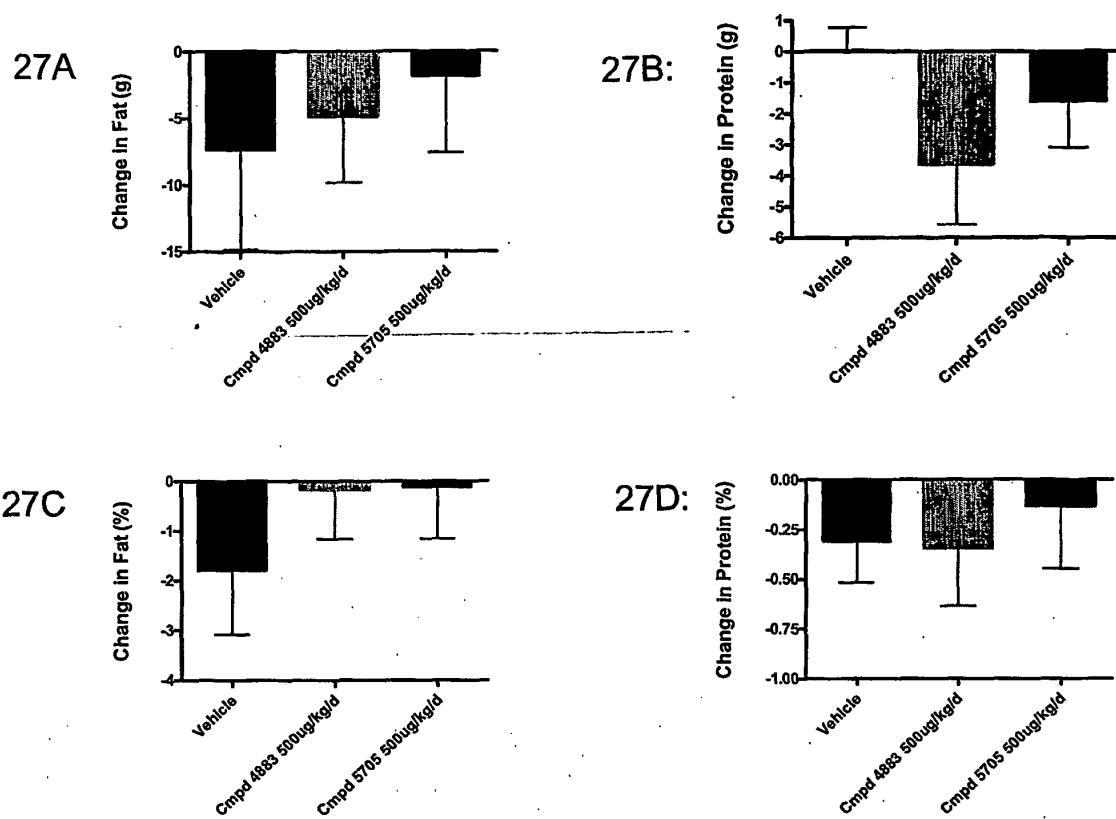 27A
Change in Fat (g)
0
-5
-10
-15
Vehicle
Cmpd 4883 500ug/kg/d
Cmpd 5705 500ug/kg/d
27B:
Change in Protein (g)
1
0
-1
-2
-3
-4
-5
-6
Vehicle
Cmpd 4883 500ug/kg/d
Cmpd 5705 500ug/kg/d
27C
Change in Fat (%)
0
-1
-2
-3
-4
Vehicle
Cmpd 4883 500ug/kg/d
Cmpd 5705 500ug/kg/d
27D:
Change in Protein (%)
0.00
-0.25
-0.50
-0.75
-1.00
Vehicle
Cmpd 4883 500ug/kg/d
Cmpd 5705 500ug/kg/d